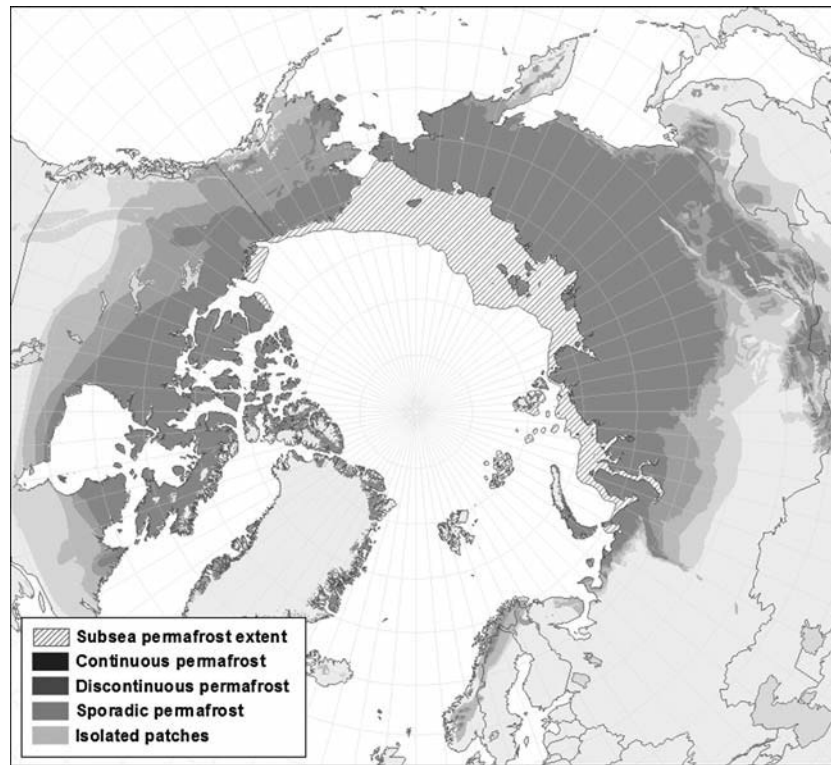 Subsea permafrost extent
Continuous permafrost
Discontinuous permafrost
Sporadic permafrost
Isolated patches